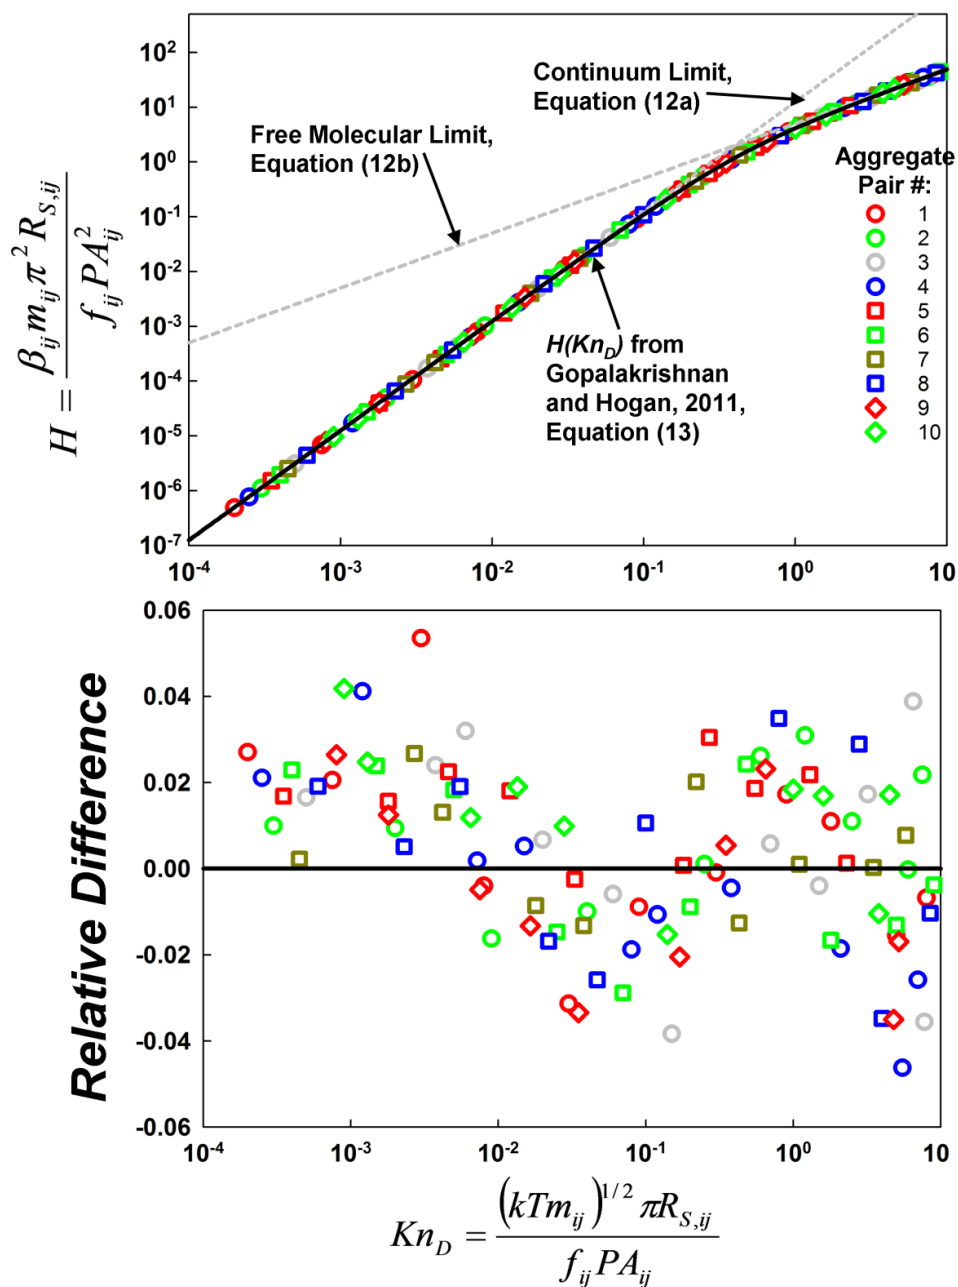 10²
10¹
10⁰
10⁻¹
10⁻²
10⁻³
10⁻⁴
10⁻⁵
10⁻⁶
10⁻⁷
H = β_ij m_ij π² R_S,ij / f_ij PA²_ij
Continuum Limit,
Equation (12a)
Free Molecular Limit,
Equation (12b)
H(Kn_D) from
Gopalakrishnan
and Hogan, 2011,
Equation (13)
Aggregate
Pair #:
1
2
3
4
5
6
7
8
9
10
10⁻⁴ 10⁻³ 10⁻² 10⁻¹ 10⁰ 10
0.06
0.04
0.02
0.00
-0.02
-0.04
-0.06
Relative Difference
10⁻⁴ 10⁻³ 10⁻² 10⁻¹ 10⁰ 10
Kn_D = (kTm_ij)^1/2 πR_S,ij / f_ij PA_ij